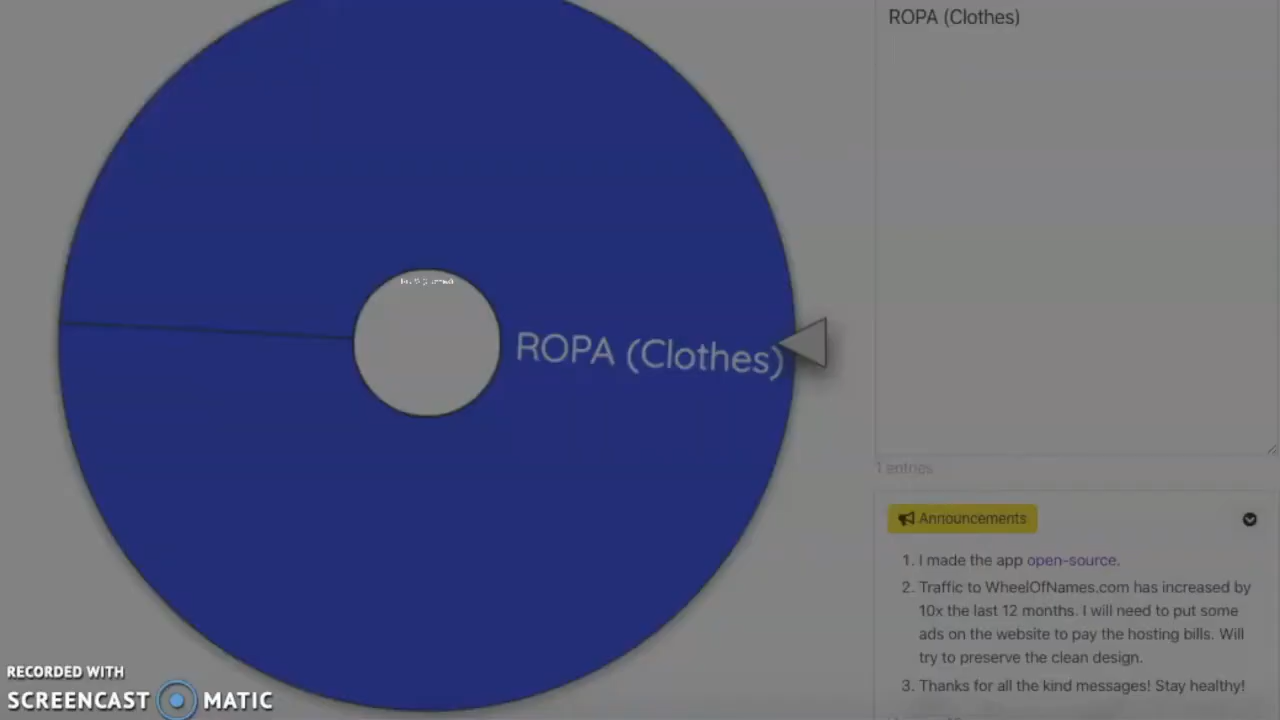 ROPA (Clothes)
ROPA (Clothes)
1 entries
Announcements
1. I made the app open-source.
2. Traffic to WheelOfNames.com has increased by
10x the last 12 months. I will need to put some
ads on the website to pay the hosting bills. Will
try to preserve the clean design.
3. Thanks for all the kind messages! Stay healthy!
RECORDED WITH
SCREENCAST MATIC